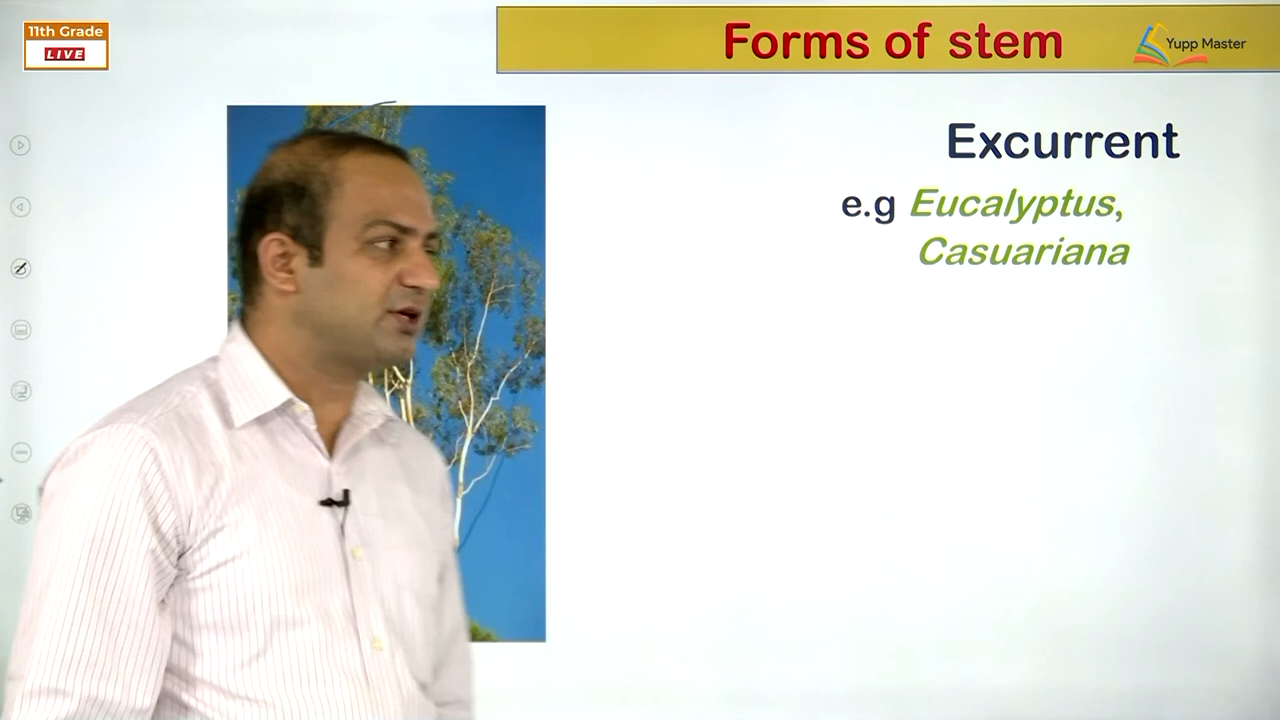 11th Grade
LIVE
Forms of stem
Yupp Master
Excurrent
e.g Eucalyptus,
Casuariana